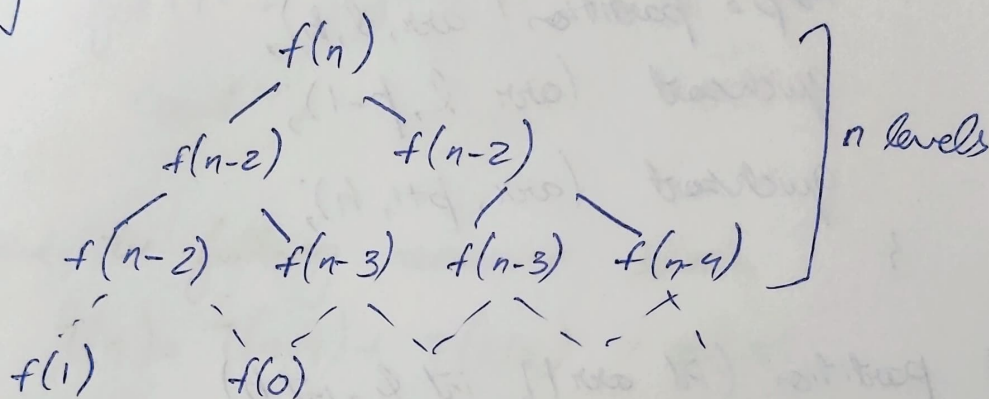 f(n)
f(n-2) f(n-2) n levels
f(n-2) f(n-3) f(n-3) f(n-4)
f(1) f(0)